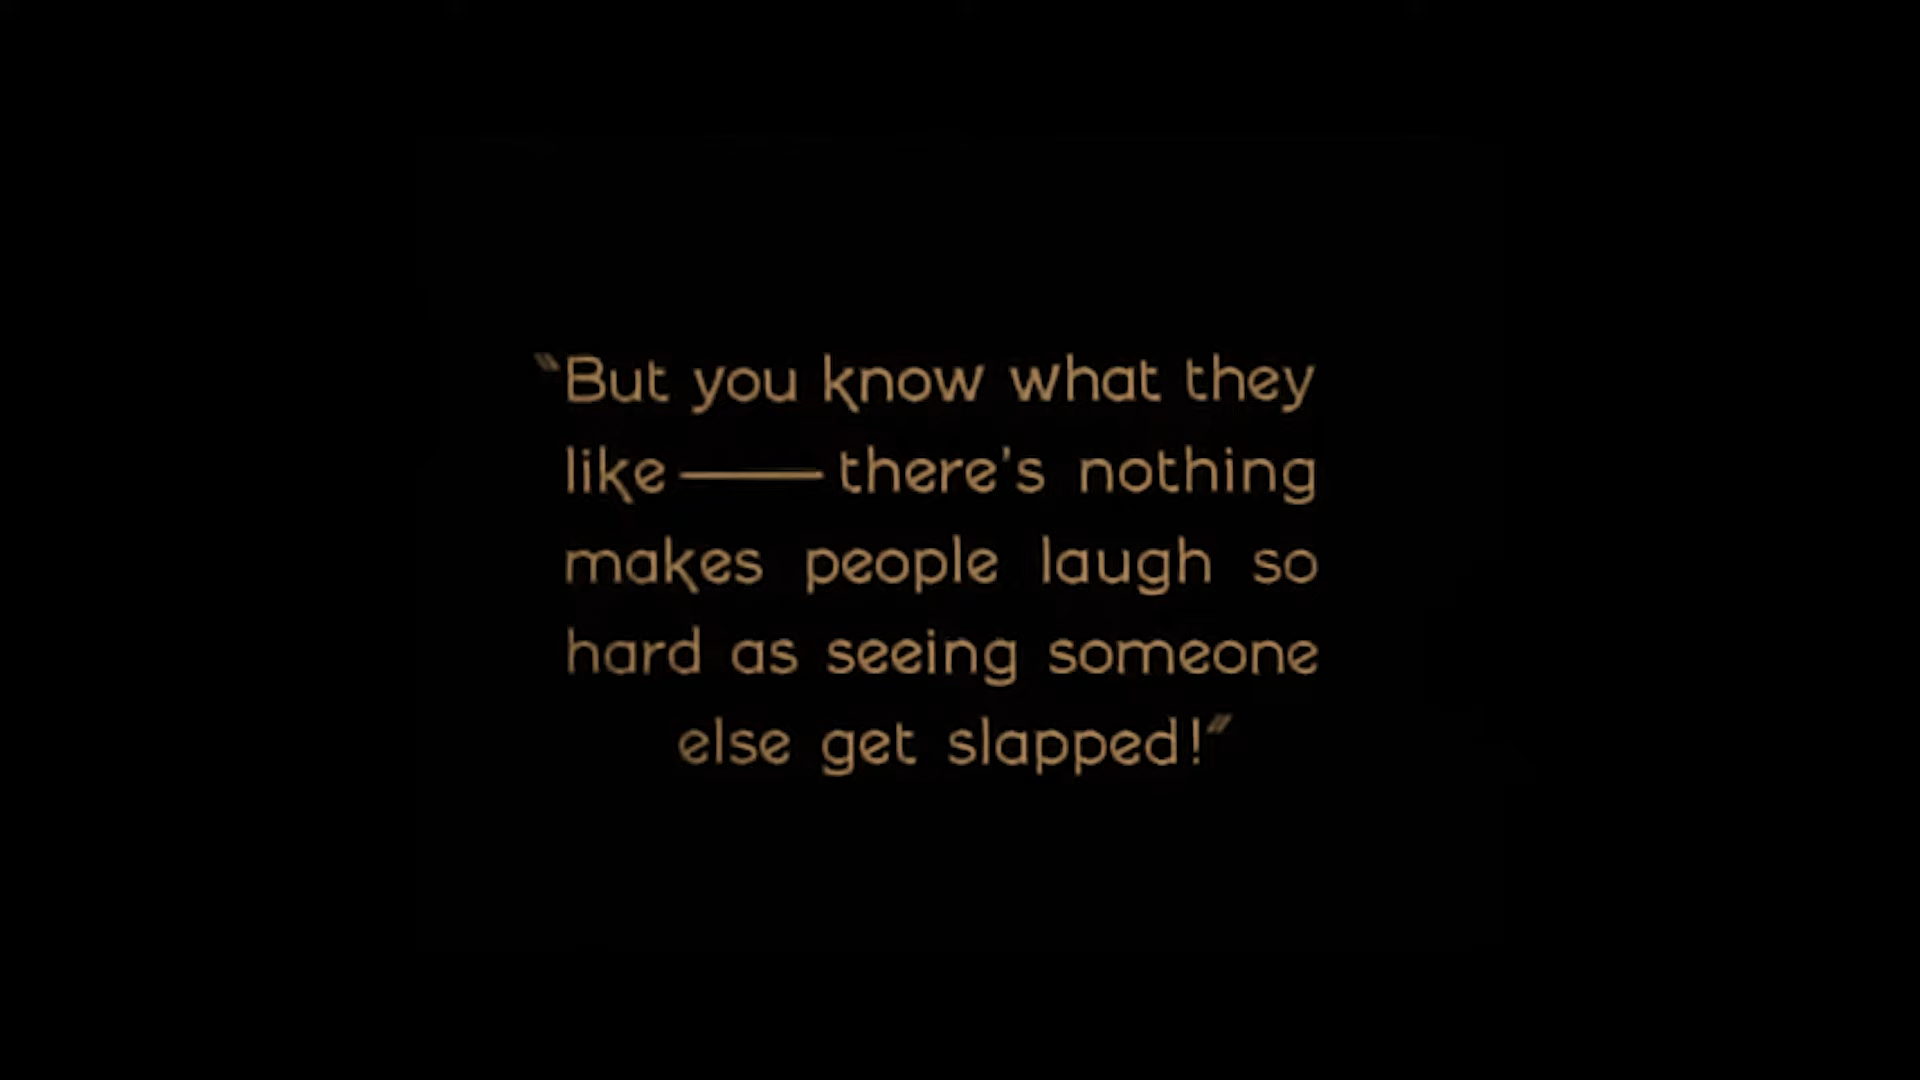 "But you know what they
like—there's nothing
makes people laugh so
hard as seeing someone
else get slapped!"